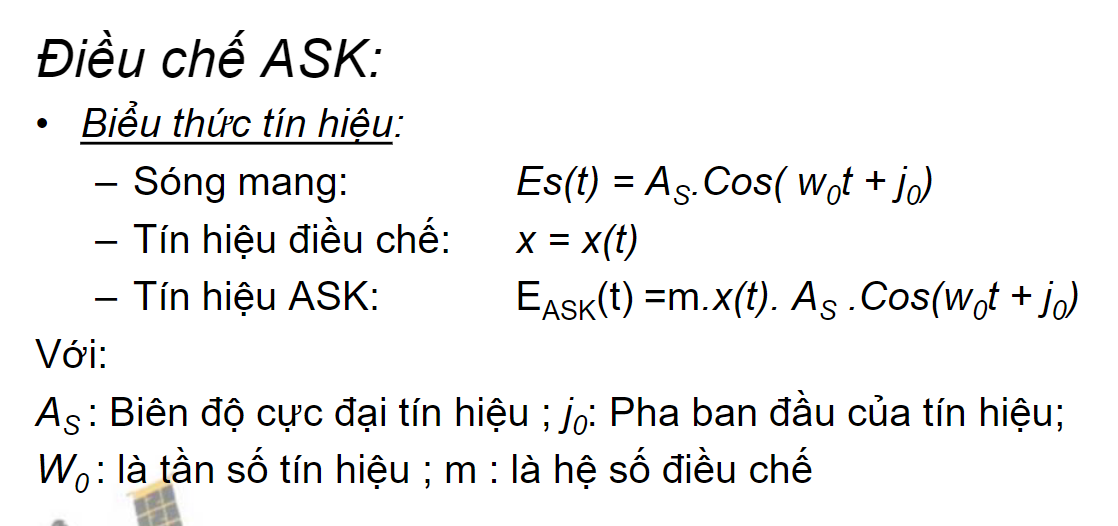 Điều chế ASK:
• Biểu thức tín hiệu:
– Sóng mang: Es(t) = A_S.Cos( w_0t + j_0)
– Tín hiệu điều chế: x = x(t)
– Tín hiệu ASK: E_ASK(t) =m.x(t). A_S .Cos(w_0t + j_0)
Với:
A_S : Biên độ cực đại tín hiệu ; j_0: Pha ban đầu của tín hiệu;
W_0 : là tần số tín hiệu ; m : là hệ số điều chế